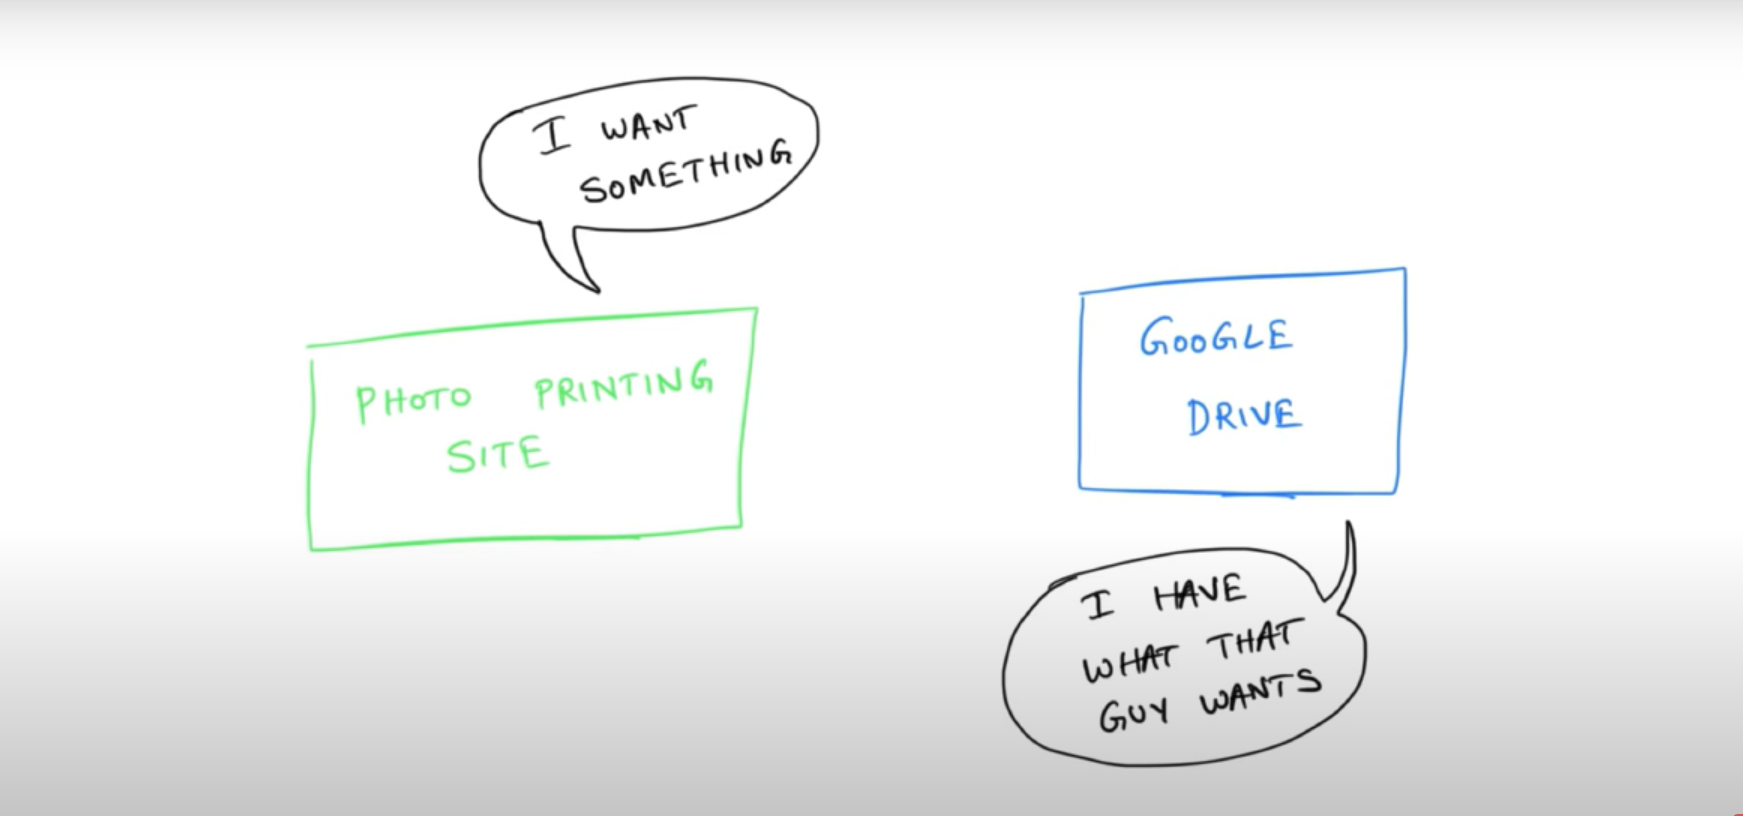 I WANT
SOMETHING
PHOTO PRINTING
SITE
GOOGLE
DRIVE
I HAVE
WHAT THAT
GUY WANTS